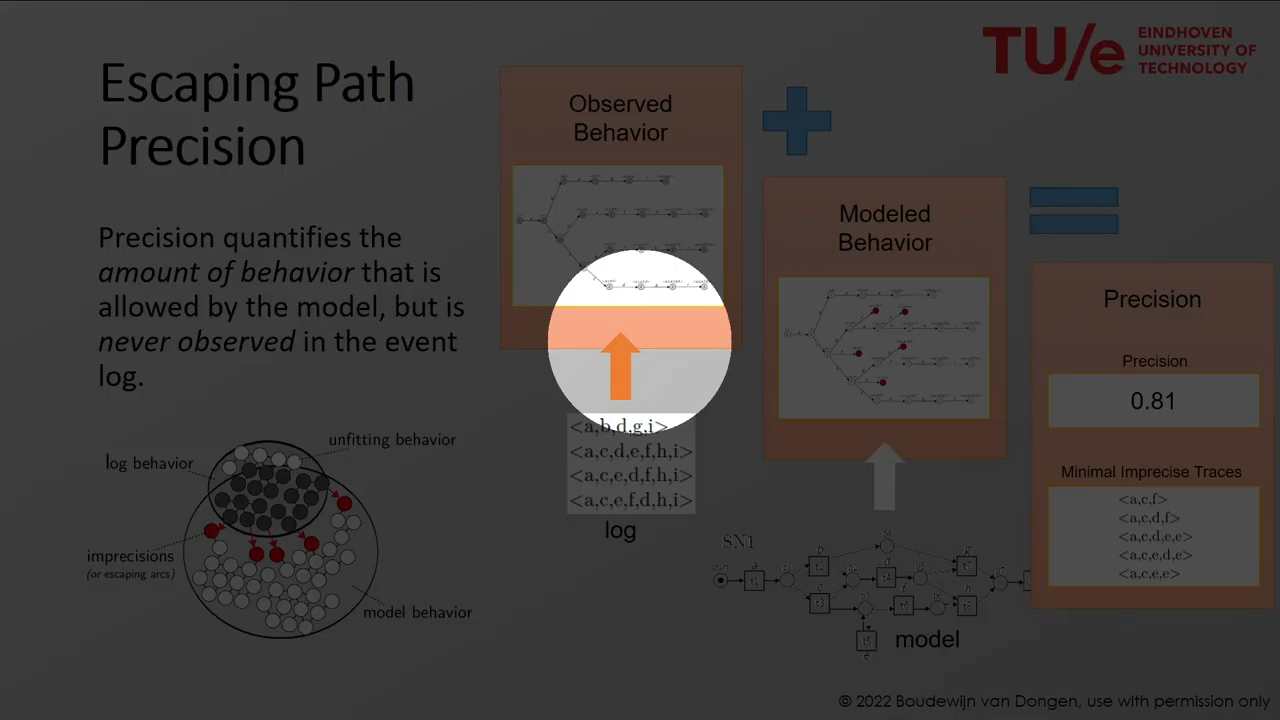 Escaping Path
Precision
Precision quantifies the
amount of behavior that is
allowed by the model, but is
never observed in the event
log.
unfitting behavior
log behavior
imprecisions
(or escaping arcs)
model behavior
Observed
Behavior
<a,b,d,g,i>
<a,c,d,e,f,h,i>
<a,c,e,d,f,h,i>
<a,c,e,f,d,h,i>
log
Modeled
Behavior
SN1
start
model
TU/e EINDHOVEN
UNIVERSITY OF
TECHNOLOGY
Precision
Precision
0.81
Minimal Imprecise Traces
<a,c,f>
<a,c,d,f>
<a,c,d,e,e>
<a,c,e,d,e>
<a,c,e,e>
© 2022 Boudewijn van Dongen, use with permission only